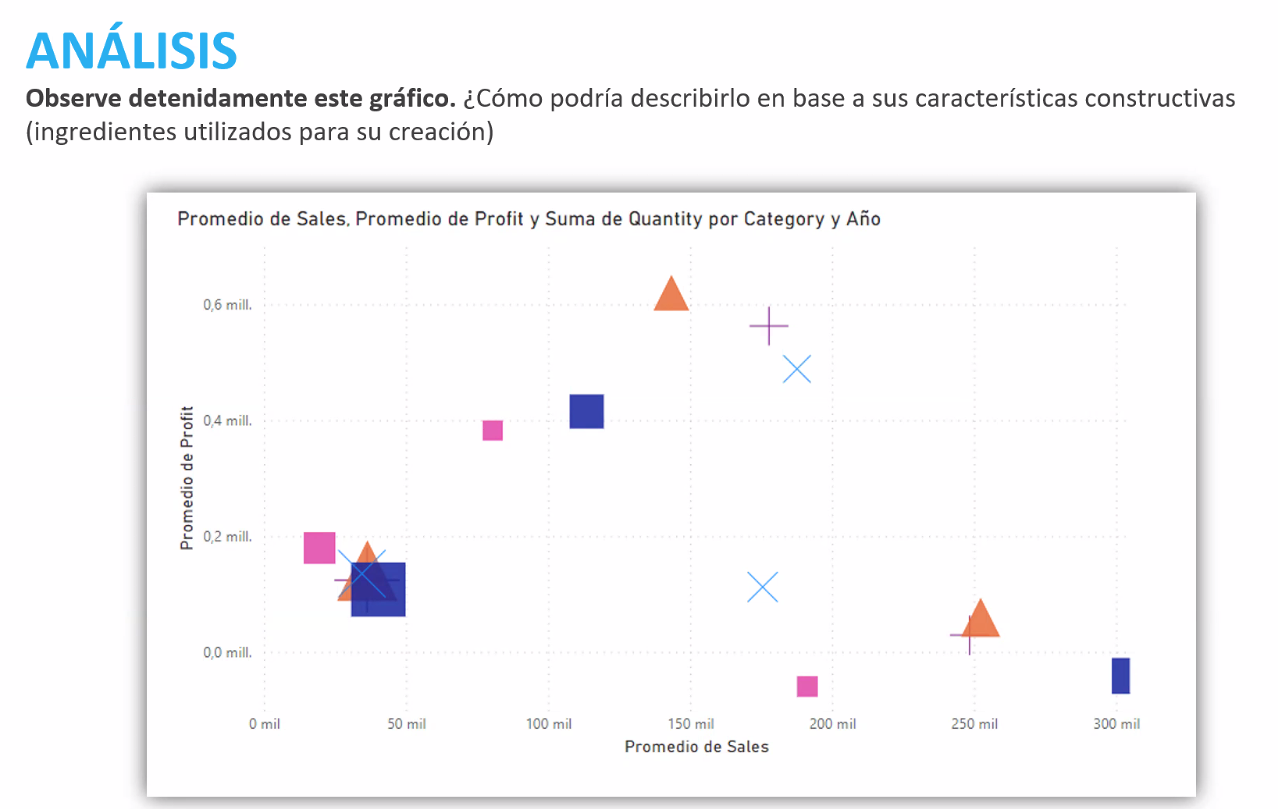 ANÁLISIS
Observe detenidamente este gráfico. ¿Cómo podría describirlo en base a sus características constructivas
(ingredientes utilizados para su creación)
Promedio de Sales, Promedio de Profit y Suma de Quantity por Category y Año
0,6 mill.
0,4 mill.
0,2 mill.
0,0 mill.
Promedio de Profit
0 mil
50 mil
100 mil
150 mil
200 mil
250 mil
300 mil
Promedio de Sales